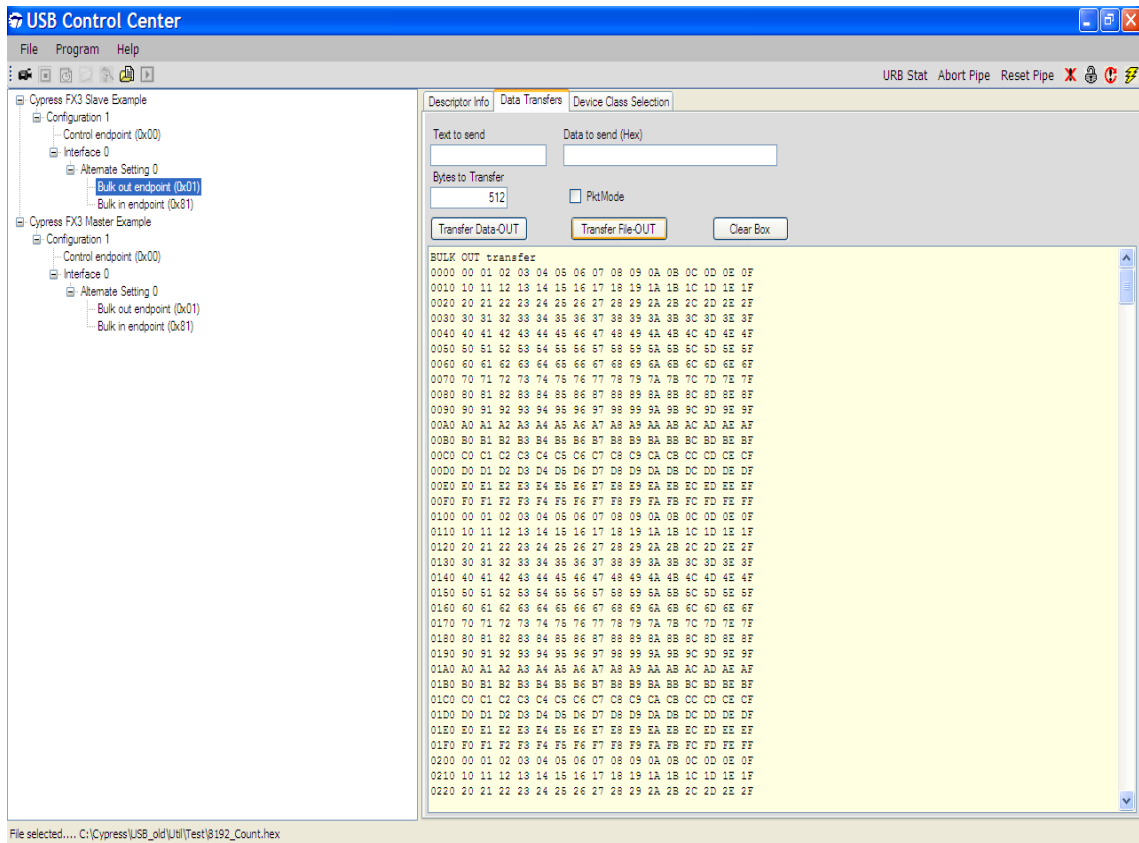 USB Control Center
File Program Help
URB Stat Abort Pipe Reset Pipe
Cypress FX3 Slave Example
Configuration 1
Control endpoint (0x00)
Interface 0
Alternate Setting 0
Bulk out endpoint (0x01)
Bulk in endpoint (0x81)
Cypress FX3 Master Example
Configuration 1
Control endpoint (0x00)
Interface 0
Alternate Setting 0
Bulk out endpoint (0x01)
Bulk in endpoint (0x81)
Descriptor Info Data Transfers Device Class Selection
Text to send Data to send (Hex)
Bytes to Transfer
512 PktMode
Transfer Data-OUT Transfer File-OUT Clear Box
BULK OUT transfer
0000 00 01 02 03 04 05 06 07 08 09 0A 0B 0C 0D 0E 0F
0010 10 11 12 13 14 15 16 17 18 19 1A 1B 1C 1D 1E 1F
0020 20 21 22 23 24 25 26 27 28 29 2A 2B 2C 2D 2E 2F
0030 30 31 32 33 34 35 36 37 38 39 3A 3B 3C 3D 3E 3F
0040 40 41 42 43 44 45 46 47 48 49 4A 4B 4C 4D 4E 4F
0050 50 51 52 53 54 55 56 57 58 59 5A 5B 5C 5D 5E 5F
0060 60 61 62 63 64 65 66 67 68 69 6A 6B 6C 6D 6E 6F
0070 70 71 72 73 74 75 76 77 78 79 7A 7B 7C 7D 7E 7F
0080 80 81 82 83 84 85 86 87 88 89 8A 8B 8C 8D 8E 8F
0090 90 91 92 93 94 95 96 97 98 99 9A 9B 9C 9D 9E 9F
00A0 A0 A1 A2 A3 A4 A5 A6 A7 A8 A9 AA AB AC AD AE AF
00B0 B0 B1 B2 B3 B4 B5 B6 B7 B8 B9 BA BB BC BD BE BF
00C0 C0 C1 C2 C3 C4 C5 C6 C7 C8 C9 CA CB CC CD CE CF
00D0 D0 D1 D2 D3 D4 D5 D6 D7 D8 D9 DA DB DC DD DE DF
00E0 E0 E1 E2 E3 E4 E5 E6 E7 E8 E9 EA EB EC ED EE EF
00F0 F0 F1 F2 F3 F4 F5 F6 F7 F8 F9 FA FB FC FD FE FF
0100 00 01 02 03 04 05 06 07 08 09 0A 0B 0C 0D 0E 0F
0110 10 11 12 13 14 15 16 17 18 19 1A 1B 1C 1D 1E 1F
0120 20 21 22 23 24 25 26 27 28 29 2A 2B 2C 2D 2E 2F
0130 30 31 32 33 34 35 36 37 38 39 3A 3B 3C 3D 3E 3F
0140 40 41 42 43 44 45 46 47 48 49 4A 4B 4C 4D 4E 4F
0150 50 51 52 53 54 55 56 57 58 59 5A 5B 5C 5D 5E 5F
0160 60 61 62 63 64 65 66 67 68 69 6A 6B 6C 6D 6E 6F
0170 70 71 72 73 74 75 76 77 78 79 7A 7B 7C 7D 7E 7F
0180 80 81 82 83 84 85 86 87 88 89 8A 8B 8C 8D 8E 8F
0190 90 91 92 93 94 95 96 97 98 99 9A 9B 9C 9D 9E 9F
01A0 A0 A1 A2 A3 A4 A5 A6 A7 A8 A9 AA AB AC AD AE AF
01B0 B0 B1 B2 B3 B4 B5 B6 B7 B8 B9 BA BB BC BD BE BF
01C0 C0 C1 C2 C3 C4 C5 C6 C7 C8 C9 CA CB CC CD CE CF
01D0 D0 D1 D2 D3 D4 D5 D6 D7 D8 D9 DA DB DC DD DE DF
01E0 E0 E1 E2 E3 E4 E5 E6 E7 E8 E9 EA EB EC ED EE EF
01F0 F0 F1 F2 F3 F4 F5 F6 F7 F8 F9 FA FB FC FD FE FF
0200 00 01 02 03 04 05 06 07 08 09 0A 0B 0C 0D 0E 0F
0210 10 11 12 13 14 15 16 17 18 19 1A 1B 1C 1D 1E 1F
0220 20 21 22 23 24 25 26 27 28 29 2A 2B 2C 2D 2E 2F
File selected.... C:\Cypress\USB_old\Util\Test\8192_Count.hex